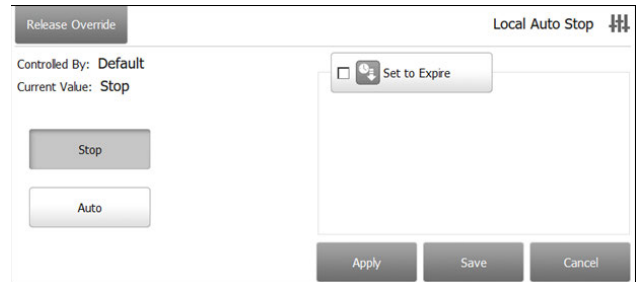 Release Override
Local Auto Stop
Controlled By: Default
Current Value: Stop
Set to Expire
Stop
Auto
Apply
Save
Cancel